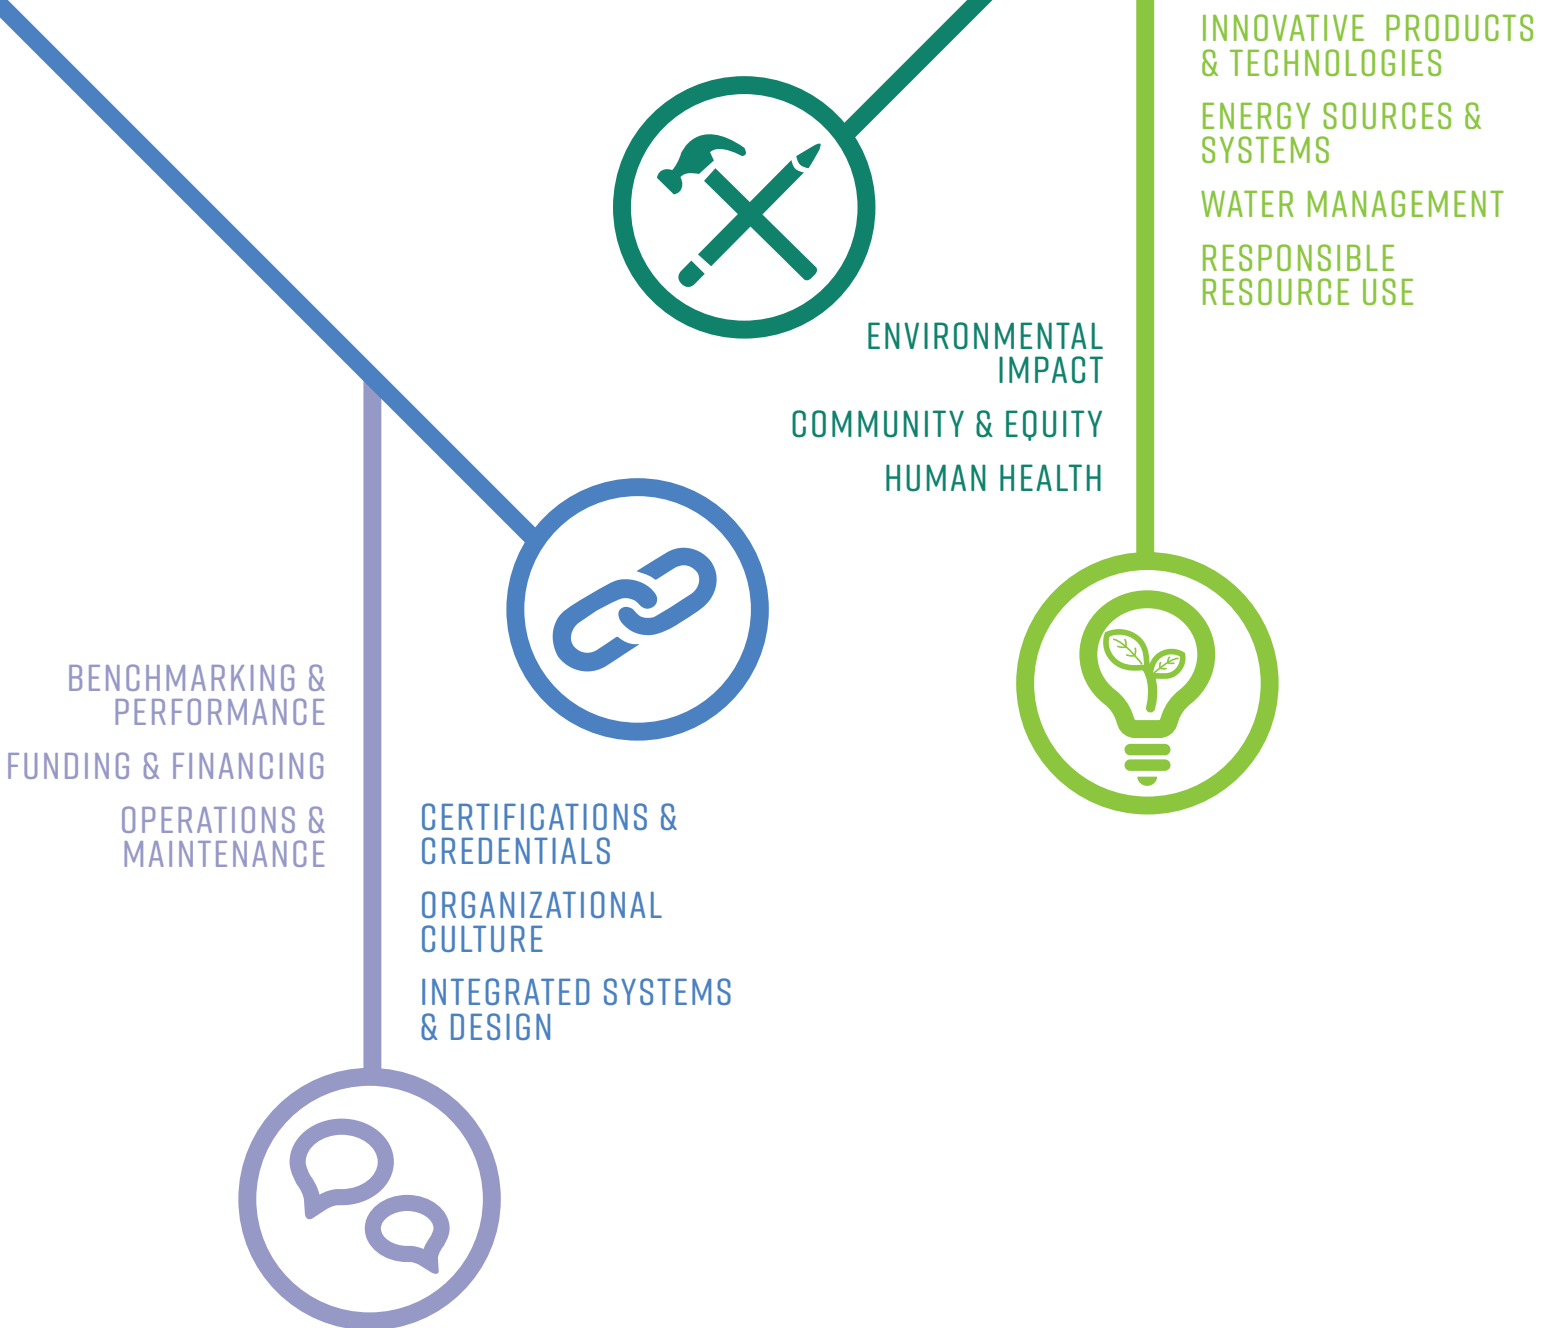 INNOVATIVE PRODUCTS
& TECHNOLOGIES
ENERGY SOURCES &
SYSTEMS
WATER MANAGEMENT
RESPONSIBLE
RESOURCE USE
ENVIRONMENTAL
IMPACT
COMMUNITY & EQUITY
HUMAN HEALTH
BENCHMARKING &
PERFORMANCE
FUNDING & FINANCING
OPERATIONS &
MAINTENANCE
CERTIFICATIONS &
CREDENTIALS
ORGANIZATIONAL
CULTURE
INTEGRATED SYSTEMS
& DESIGN